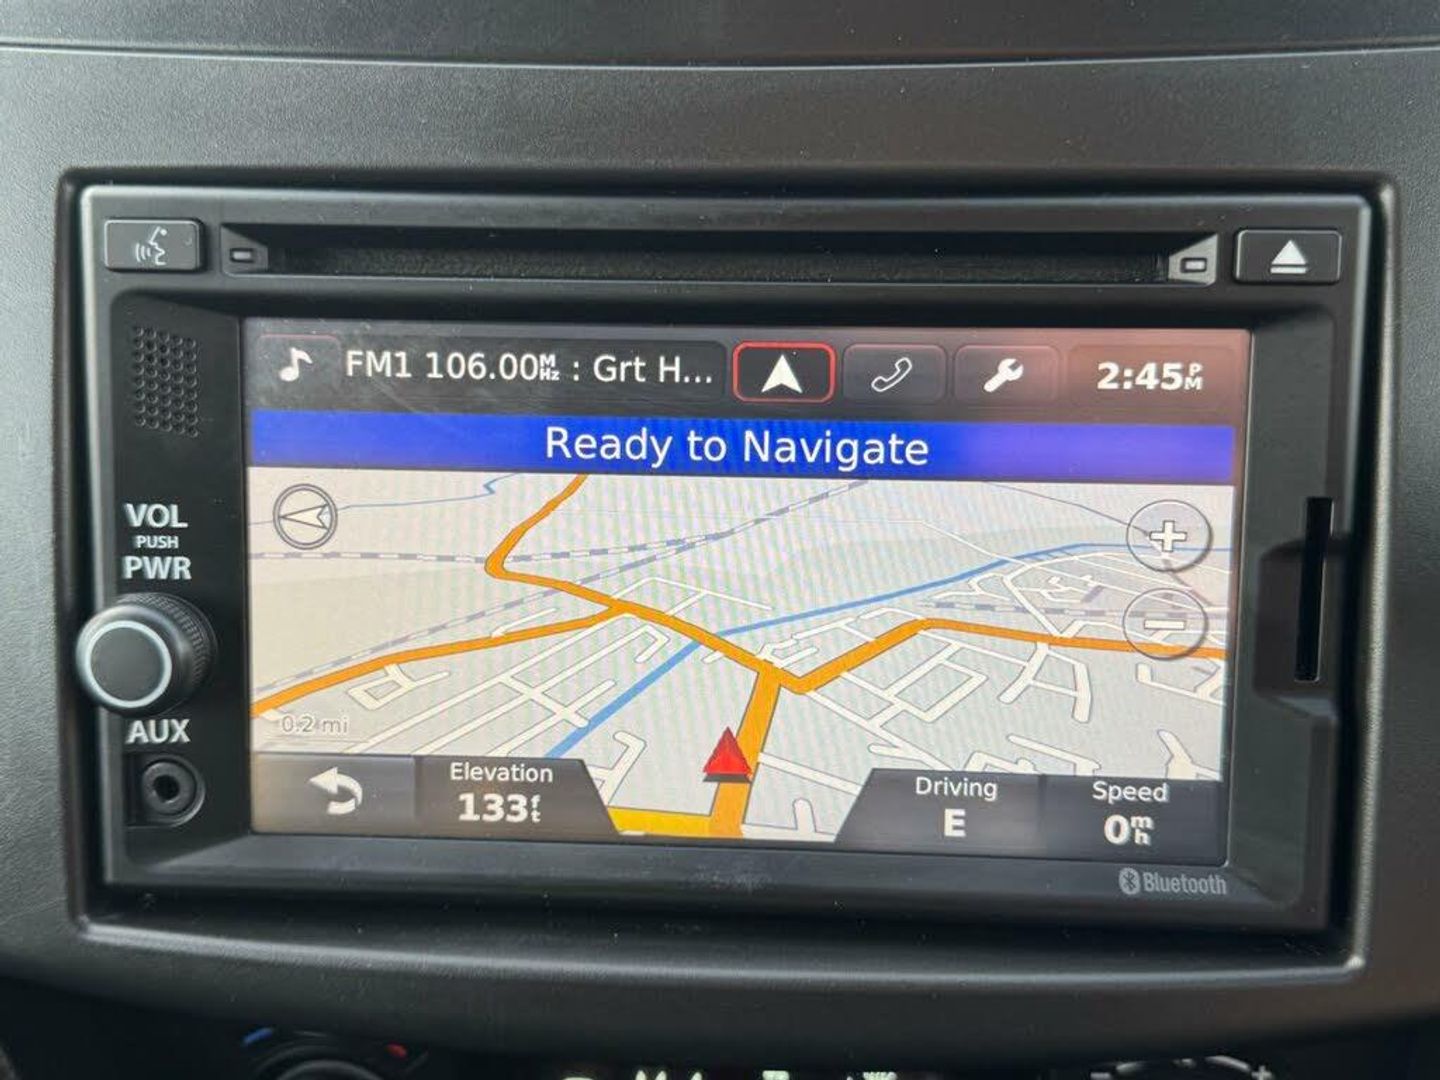 FM1 106.00MHz : Grt H...
2:45PM
Ready to Navigate
VOL
PUSH
PWR
AUX
0.2 mi
Elevation
133ft
Driving
E
Speed
0mh
Bluetooth